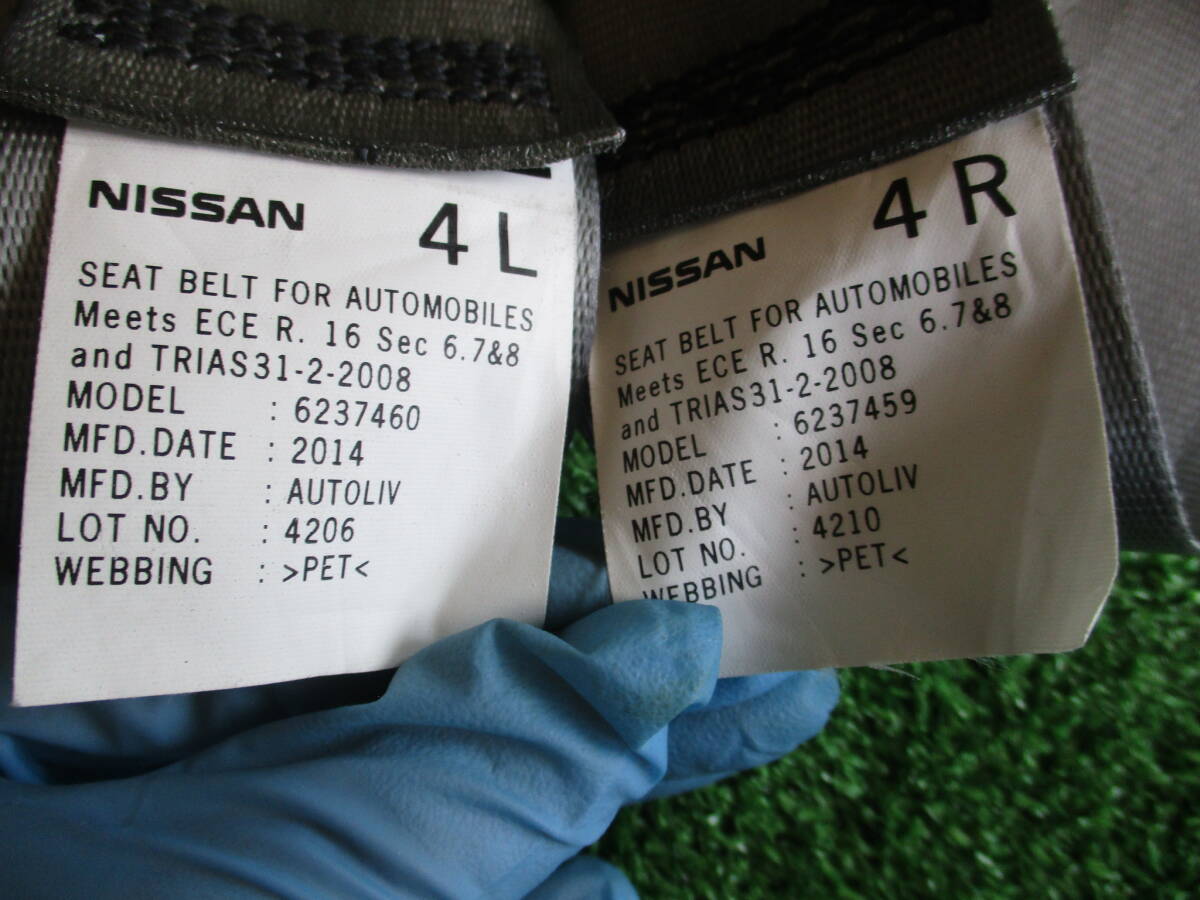 NISSAN 4 L
SEAT BELT FOR AUTOMOBILES
Meets ECE R. 16 Sec 6.7&8
and TRIAS31-2-2008
MODEL : 6237460
MFD.DATE : 2014
MFD.BY : AUTOLIV
LOT NO. : 4206
WEBBING : >PET<
NISSAN 4 R
SEAT BELT FOR AUTOMOBILES
Meets ECE R. 16 Sec 6.7&8
and TRIAS31-2-2008
MODEL : 6237459
MFD.DATE : 2014
MFD.BY : AUTOLIV
LOT NO. : 4210
WEBBING : >PET<